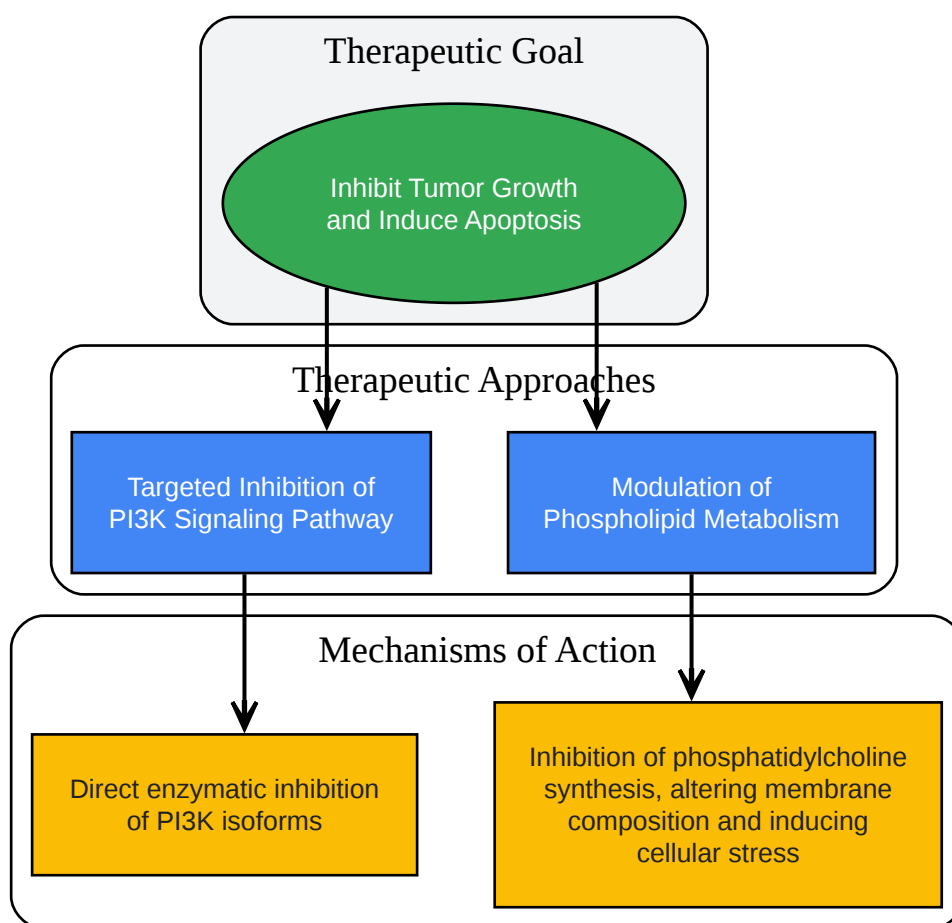 Therapeutic Goal
Inhibit Tumor Growth
and Induce Apoptosis
Therapeutic Approaches
Targeted Inhibition of
PI3K Signaling Pathway
Modulation of
Phospholipid Metabolism
Mechanisms of Action
Direct enzymatic inhibition
of PI3K isoforms
Inhibition of phosphatidylcholine
synthesis, altering membrane
composition and inducing
cellular stress